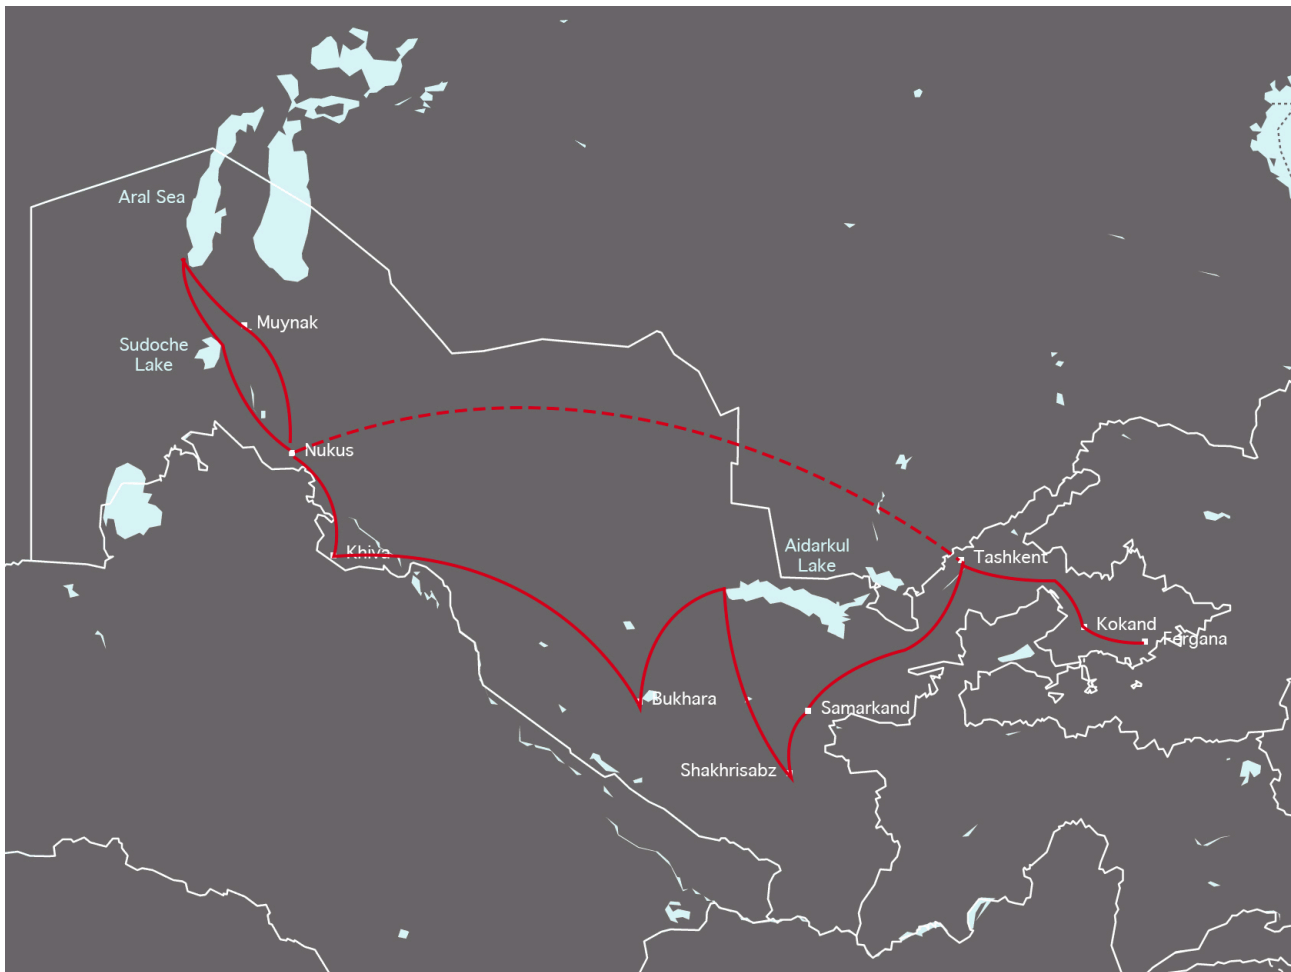 Aral Sea
Muynak
Sudoche
Lake
Nukus
Khiva
Aidarkul
Lake
Tashkent
Kokand
Fergana
Bukhara
Samarkand
Shakhrisabz